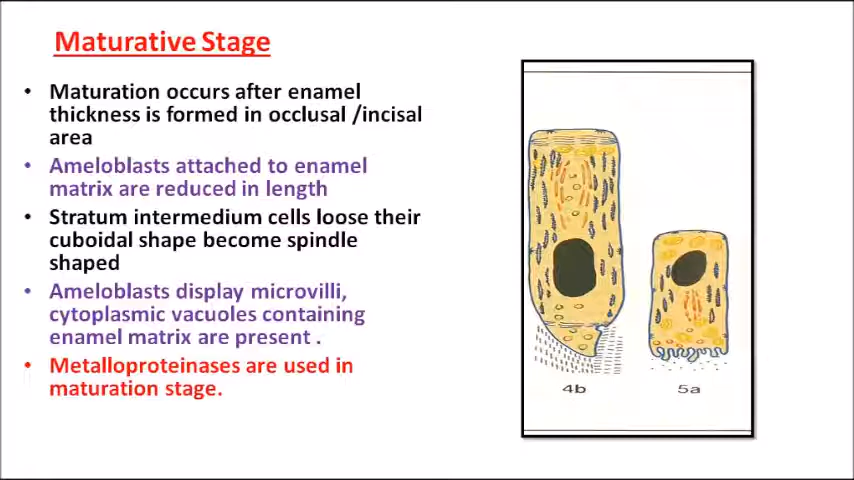 Maturative Stage
• Maturation occurs after enamel
thickness is formed in occlusal /incisal
area
• Ameloblasts attached to enamel
matrix are reduced in length
• Stratum intermedium cells loose their
cuboidal shape become spindle
shaped
• Ameloblasts display microvilli,
cytoplasmic vacuoles containing
enamel matrix are present .
• Metalloproteinases are used in
maturation stage.
4b 5a